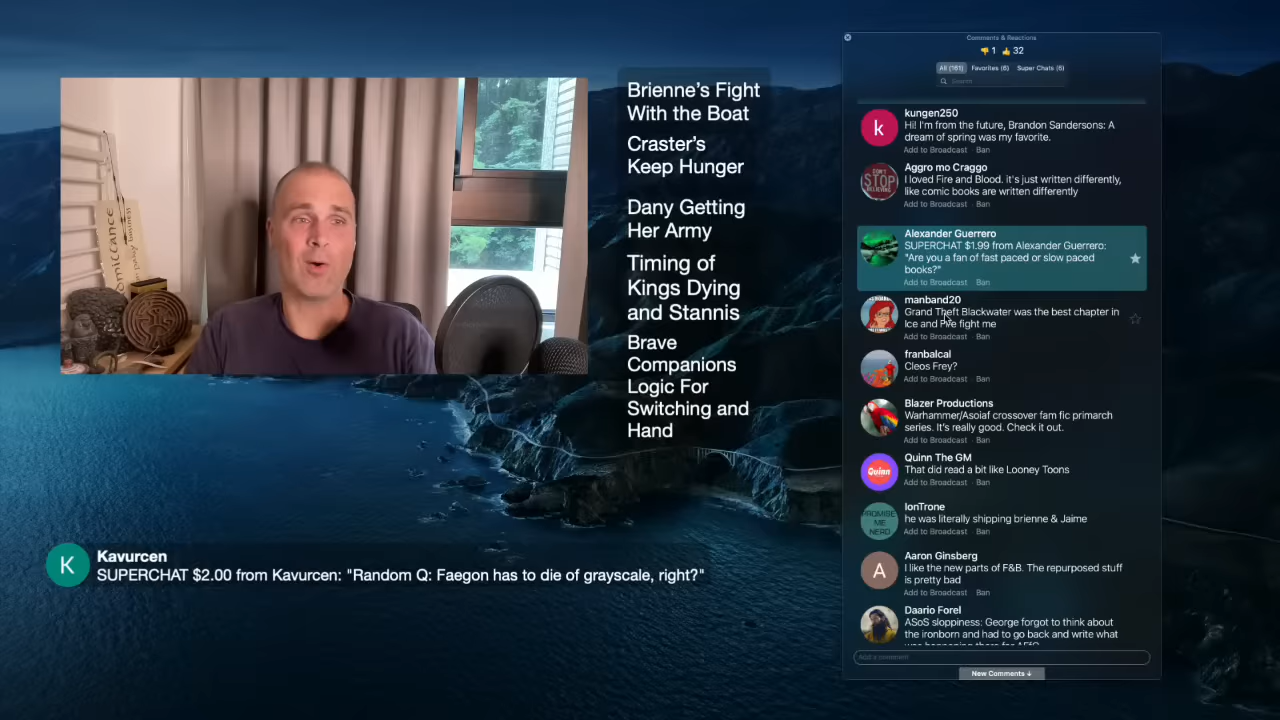 Brienne's Fight
With the Boat
Craster's
Keep Hunger
Dany Getting
Her Army
Timing of
Kings Dying
and Stannis
Brave
Companions
Logic For
Switching and
Hand
K
Kavurcen
SUPERCHAT $2.00 from Kavurcen: "Random Q: Faegon has to die of grayscale, right?"
Comments & Reactions
👎 1 👍 32
All (161) Favorites (6) Super Chats (6)
Search
k
kungen250
Hi! I'm from the future, Brandon Sandersons: A
dream of spring was my favorite.
Add to Broadcast Ban
DON'T
STOP
BELIEVING
Aggro mo Craggo
I loved Fire and Blood. it's just written differently,
like comic books are written differently
Add to Broadcast Ban
Alexander Guerrero
SUPERCHAT $1.99 from Alexander Guerrero:
"Are you a fan of fast paced or slow paced
books?"
Add to Broadcast Ban
manband20
Grand Theft Blackwater was the best chapter in
Ice and Fire fight me
Add to Broadcast Ban
franbalcal
Cleos Frey?
Add to Broadcast Ban
Blazer Productions
Warhammer/Asoiaf crossover fam fic primarch
series. It's really good. Check it out.
Add to Broadcast Ban
Quinn
Quinn The GM
That did read a bit like Looney Toons
Add to Broadcast Ban
PROMISE
ME
NERD
IonTrone
he was literally shipping brienne & Jaime
Add to Broadcast Ban
A
Aaron Ginsberg
I like the new parts of F&B. The repurposed stuff
is pretty bad
Add to Broadcast Ban
Daario Forel
ASoS sloppiness: George forgot to think about
the ironborn and had to go back and write what
Add a comment
New Comments ↓